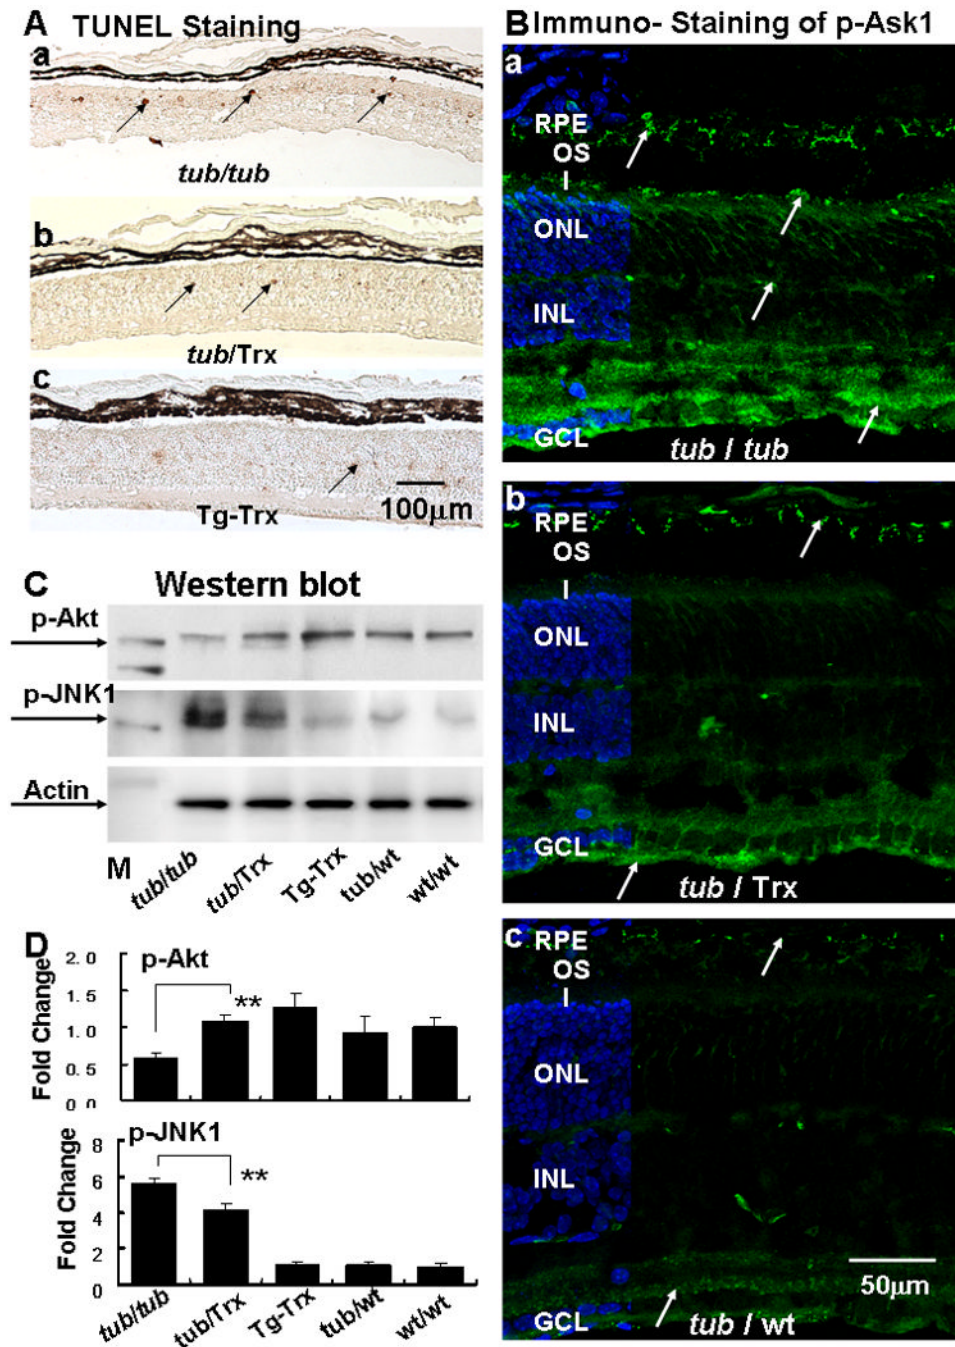 A TUNEL Staining
a
tub/tub
b
tub/Trx
c
Tg-Trx
100μm
B Immuno- Staining of p-Ask1
a
RPE
OS
ONL
INL
GCL
tub / tub
b
RPE
OS
ONL
INL
GCL
tub / Trx
c
RPE
OS
ONL
INL
GCL
tub / wt
50μm
C Western blot
p-Akt
p-JNK1
Actin
M tub/tub tub/Trx Tg-Trx tub/wt wt/wt
D
p-Akt
Fold Change
2.0
1.5
1.0
0.5
0.0
**
p-JNK1
Fold Change
8
6
4
2
0
**
tub/tub tub/Trx Tg-Trx tub/wt wt/wt